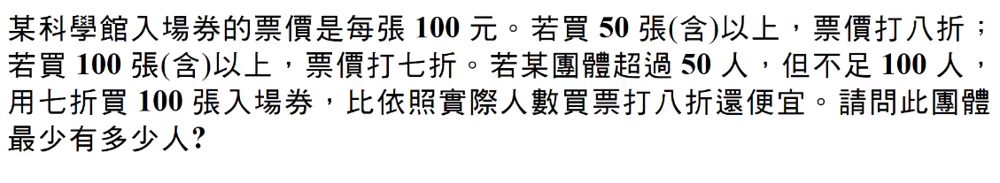 某科學館入場券的票價是每張 100 元。若買 50 張(含)以上，票價打八折；
若買 100 張(含)以上，票價打七折。若某團體超過 50 人，但不足 100 人，
用七折買 100 張入場券，比依照實際人數買票打八折還便宜。請問此團體
最少有多少人?